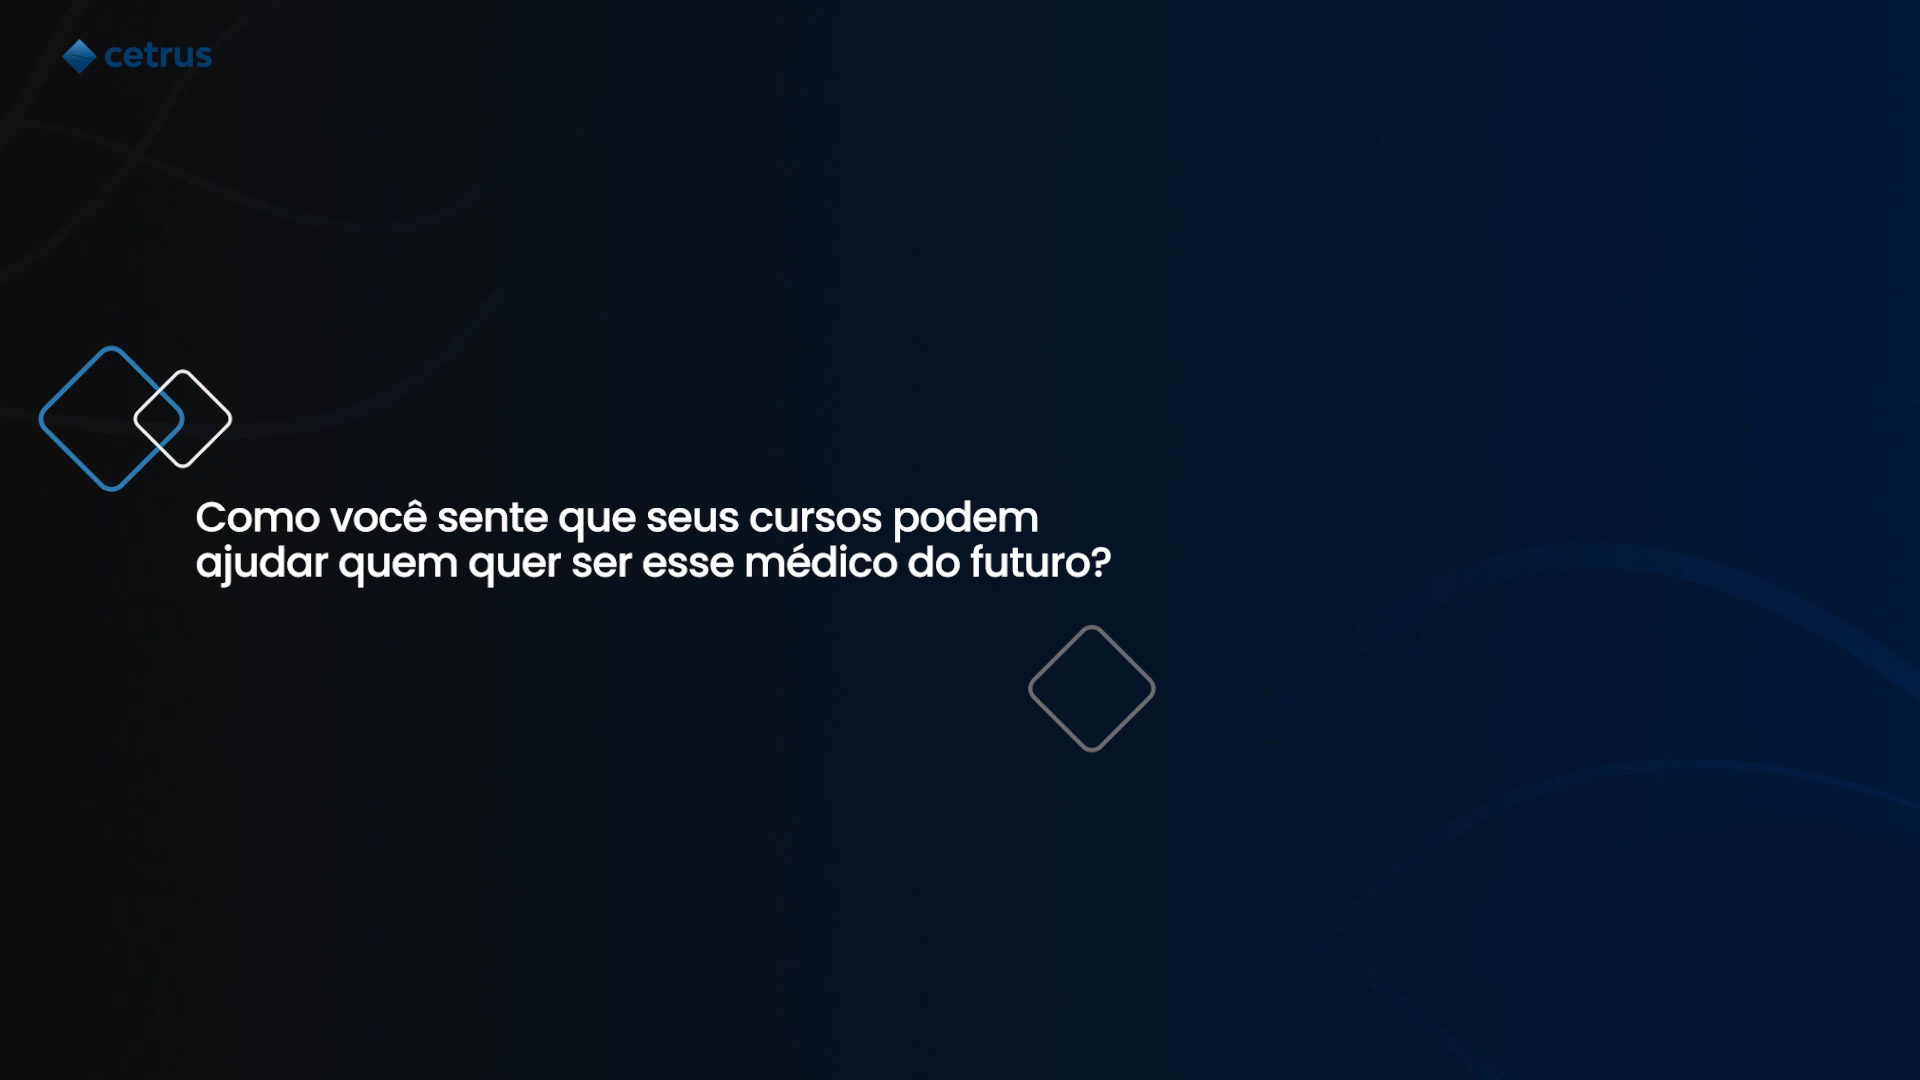 cetrus
Como você sente que seus cursos podem
ajudar quem quer ser esse médico do futuro?